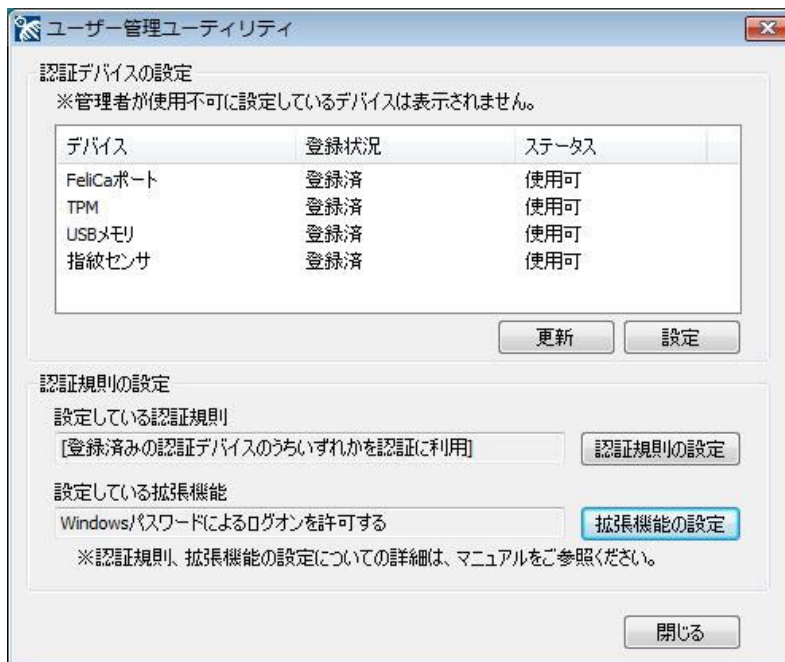 ユーザー管理ユーティリティ
認証デバイスの設定
※管理者が使用不可に設定しているデバイスは表示されません。
デバイス 登録状況 ステータス
FeliCaポート 登録済 使用可
TPM 登録済 使用可
USBメモリ 登録済 使用可
指紋センサ 登録済 使用可
更新 設定
認証規則の設定
設定している認証規則
[登録済みの認証デバイスのうちいずれかを認証に利用] 認証規則の設定
設定している拡張機能
Windowsパスワードによるログオンを許可する 拡張機能の設定
※認証規則、拡張機能の設定についての詳細は、マニュアルをご参照ください。
閉じる